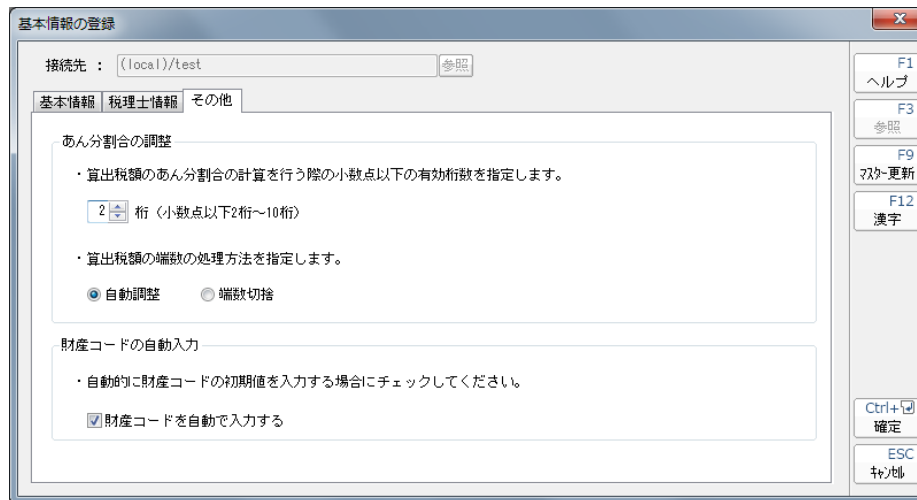 基本情報の登録
接続先 : (local)/test 参照
基本情報 税理士情報 その他
あん分割合の調整
・算出税額のあん分割合の計算を行う際の小数点以下の有効桁数を指定します。
2 桁（小数点以下2桁～10桁）
・算出税額の端数の処理方法を指定します。
自動調整 端数切捨
財産コードの自動入力
・自動的に財産コードの初期値を入力する場合にチェックしてください。
財産コードを自動で入力する
F1
ヘルプ
F3
参照
F9
ﾏｽﾀｰ更新
F12
漢字
Ctrl+
確定
ESC
ｷｬﾝｾﾙ